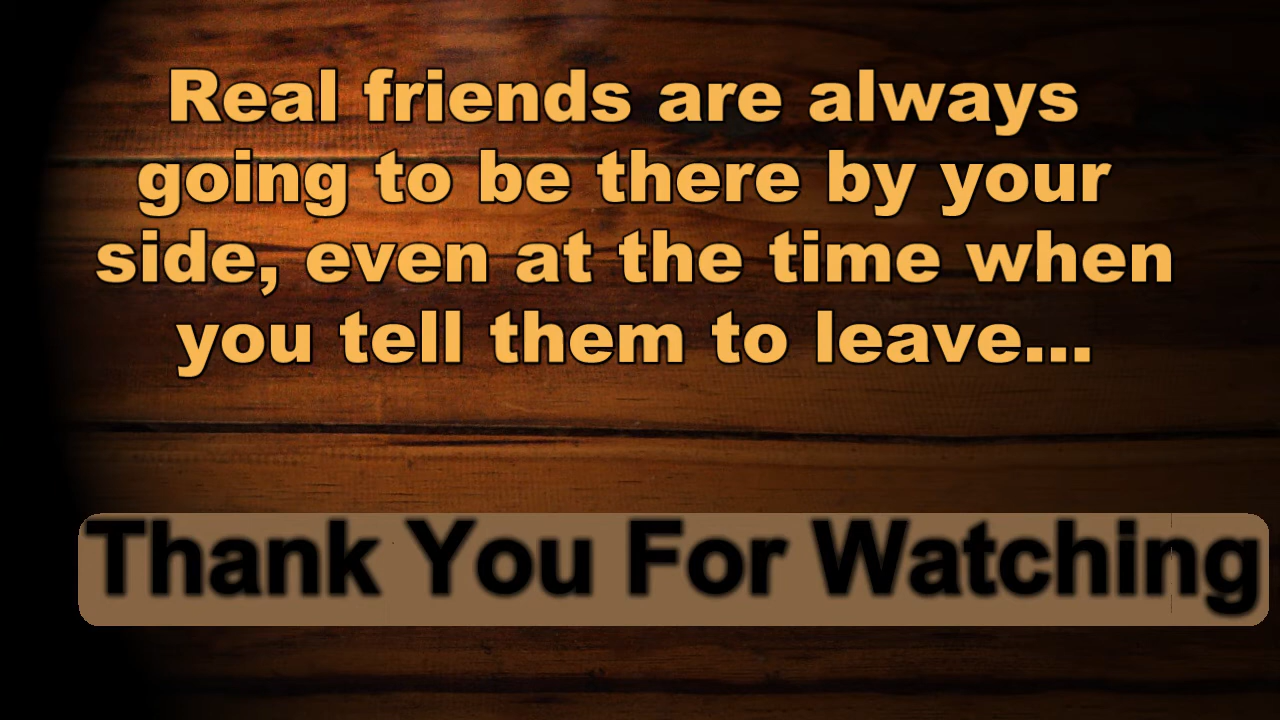 Real friends are always
going to be there by your
side, even at the time when
you tell them to leave...
Thank You For Watching